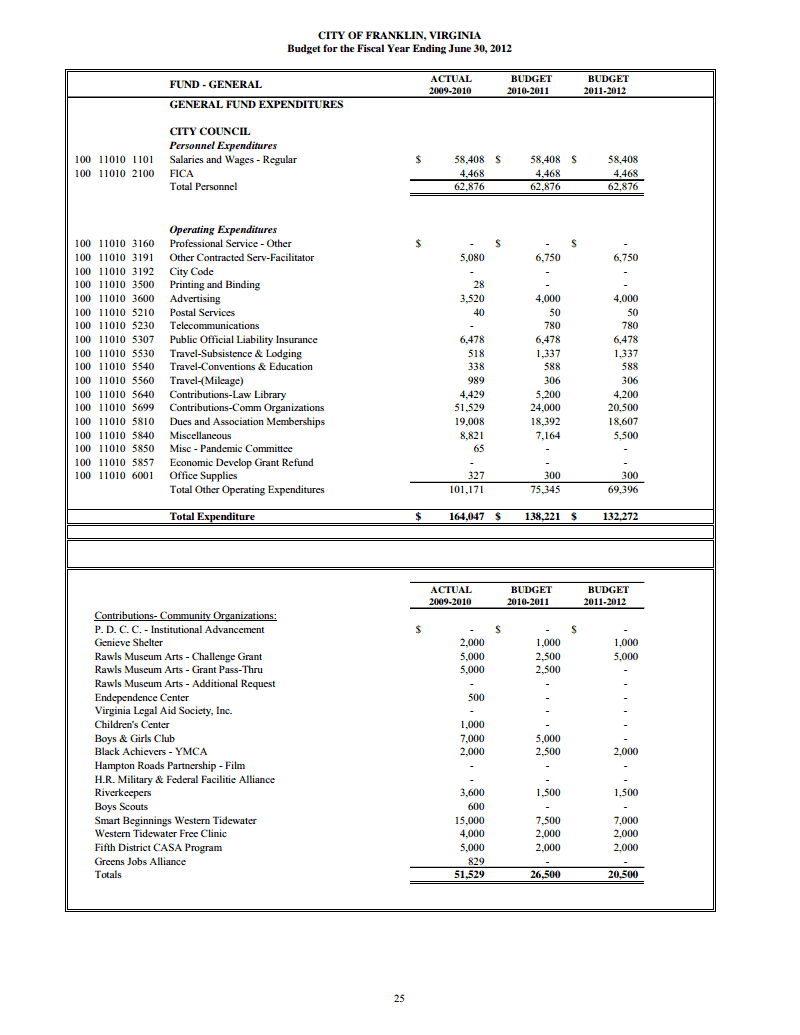 CITY OF FRANKLIN, VIRGINIA
Budget for the Fiscal Year Ending June 30, 2012
FUND - GENERAL ACTUAL 2009-2010 BUDGET 2010-2011 BUDGET 2011-2012
GENERAL FUND EXPENDITURES
CITY COUNCIL
Personnel Expenditures
100 11010 1101 Salaries and Wages - Regular $ 58,408 $ 58,408 $ 58,408
100 11010 2100 FICA 4,468 4,468 4,468
Total Personnel 62,876 62,876 62,876
Operating Expenditures
100 11010 3160 Professional Service - Other $ - $ - $ -
100 11010 3191 Other Contracted Serv-Facilitator 5,080 6,750 6,750
100 11010 3192 City Code - - -
100 11010 3500 Printing and Binding 28 - -
100 11010 3600 Advertising 3,520 4,000 4,000
100 11010 5210 Postal Services 40 50 50
100 11010 5230 Telecommunications - 780 780
100 11010 5307 Public Official Liability Insurance 6,478 6,478 6,478
100 11010 5530 Travel-Subsistence & Lodging 518 1,337 1,337
100 11010 5540 Travel-Conventions & Education 338 588 588
100 11010 5560 Travel-(Mileage) 989 306 306
100 11010 5640 Contributions-Law Library 4,429 5,200 4,200
100 11010 5699 Contributions-Comm Organizations 51,529 24,000 20,500
100 11010 5810 Dues and Association Memberships 19,008 18,392 18,607
100 11010 5840 Miscellaneous 8,821 7,164 5,500
100 11010 5850 Misc - Pandemic Committee 65 - -
100 11010 5857 Economic Develop Grant Refund - - -
100 11010 6001 Office Supplies 327 300 300
Total Other Operating Expenditures 101,171 75,345 69,396
Total Expenditure $ 164,047 $ 138,221 $ 132,272
ACTUAL 2009-2010 BUDGET 2010-2011 BUDGET 2011-2012
Contributions- Community Organizations:
P. D. C. C. - Institutional Advancement $ - $ - $ -
Genieve Shelter 2,000 1,000 1,000
Rawls Museum Arts - Challenge Grant 5,000 2,500 5,000
Rawls Museum Arts - Grant Pass-Thru 5,000 2,500 -
Rawls Museum Arts - Additional Request - - -
Endependence Center 500 - -
Virginia Legal Aid Society, Inc. - - -
Children's Center 1,000 - -
Boys & Girls Club 7,000 5,000 -
Black Achievers - YMCA 2,000 2,500 2,000
Hampton Roads Partnership - Film - - -
H.R. Military & Federal Facilitie Alliance - - -
Riverkeepers 3,600 1,500 1,500
Boys Scouts 600 - -
Smart Beginnings Western Tidewater 15,000 7,500 7,000
Western Tidewater Free Clinic 4,000 2,000 2,000
Fifth District CASA Program 5,000 2,000 2,000
Greens Jobs Alliance 829 - -
Totals 51,529 26,500 20,500
25